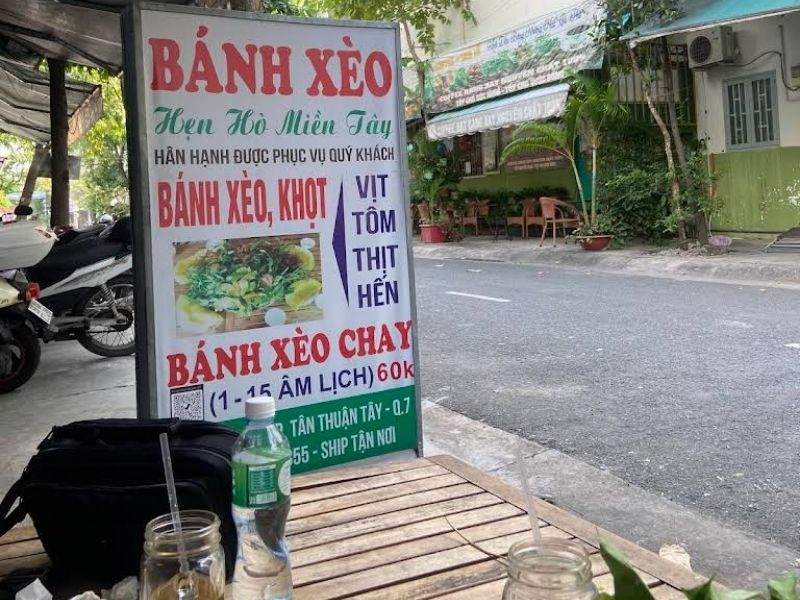 BÁNH XÈO
Hẹn Hò Miền Tây
HÂN HẠNH ĐƯỢC PHỤC VỤ QUÝ KHÁCH
BÁNH XÈO, KHỌT
VỊT
TÔM
THỊT
HẾN
BÁNH XÈO CHAY
(1 - 15 ÂM LỊCH) 60k
TÂN THUẬN TÂY - Q.7
55 - SHIP TẬN NƠI